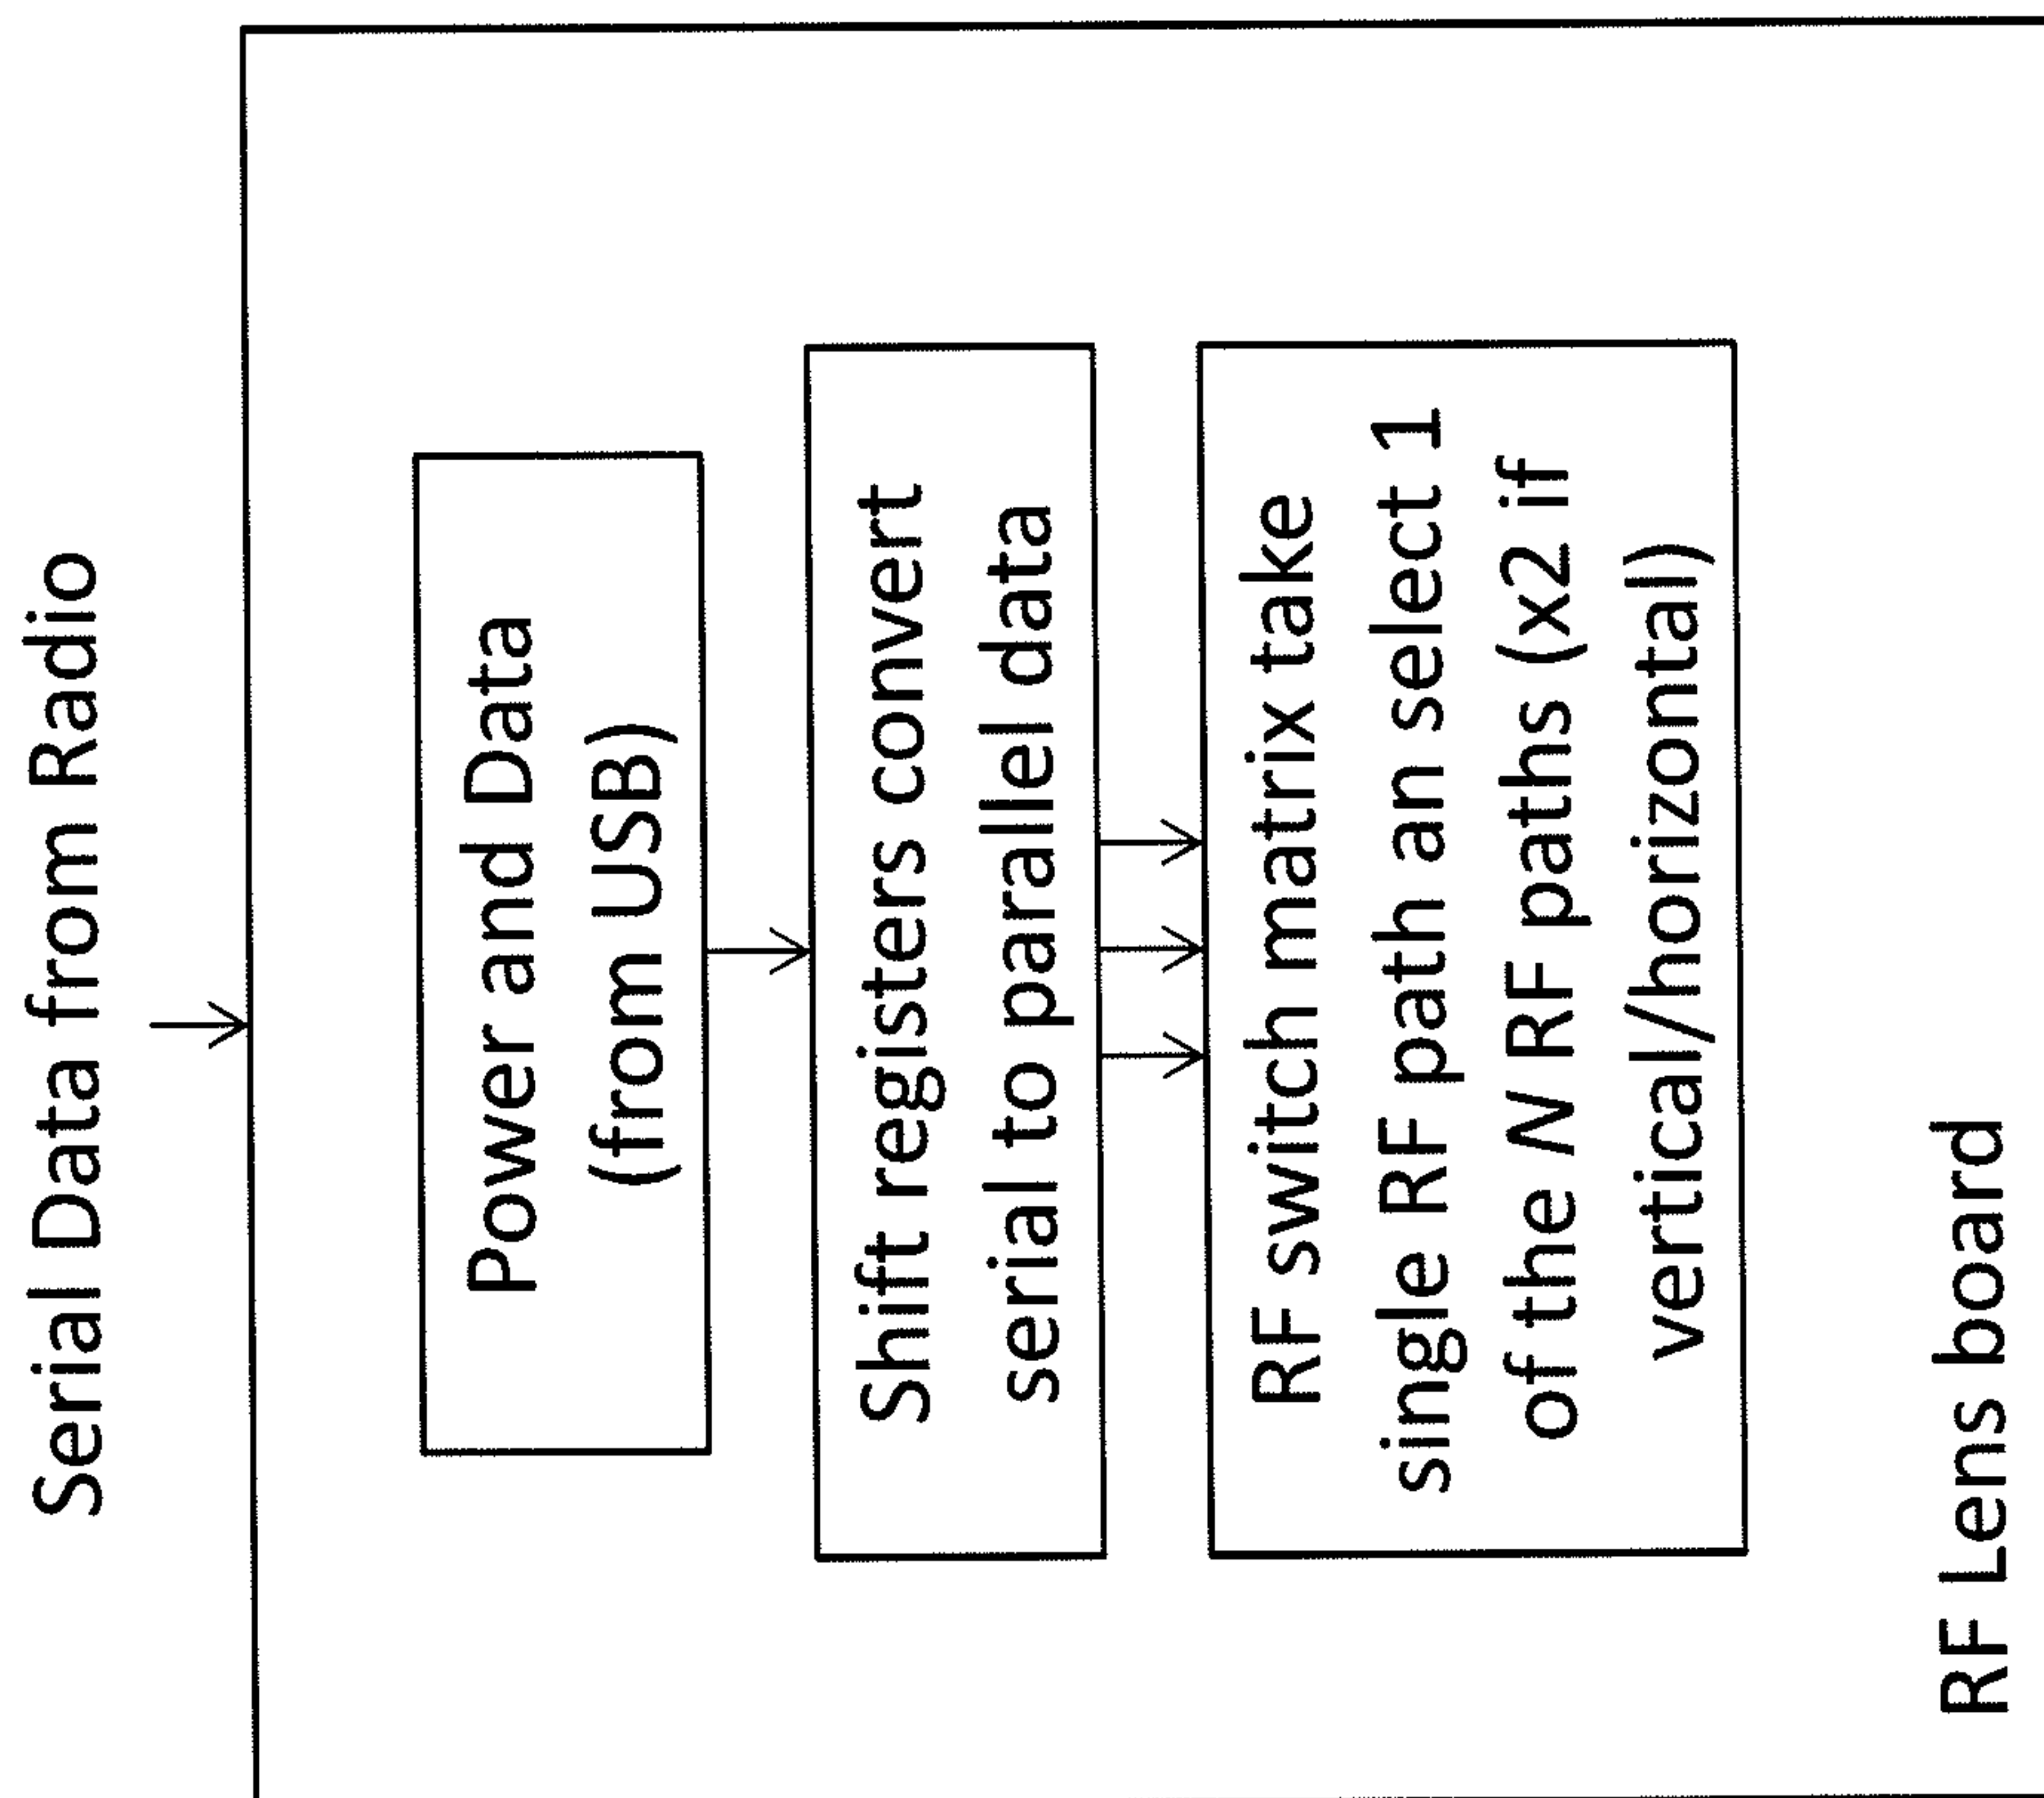 Serial Data from Radio
Power and Data
(from USB)
Shift registers convert
serial to parallel data
RF switch matrix take
single RF path an select 1
of the N RF paths (x2 if
vertical/horizontal)
RF Lens board